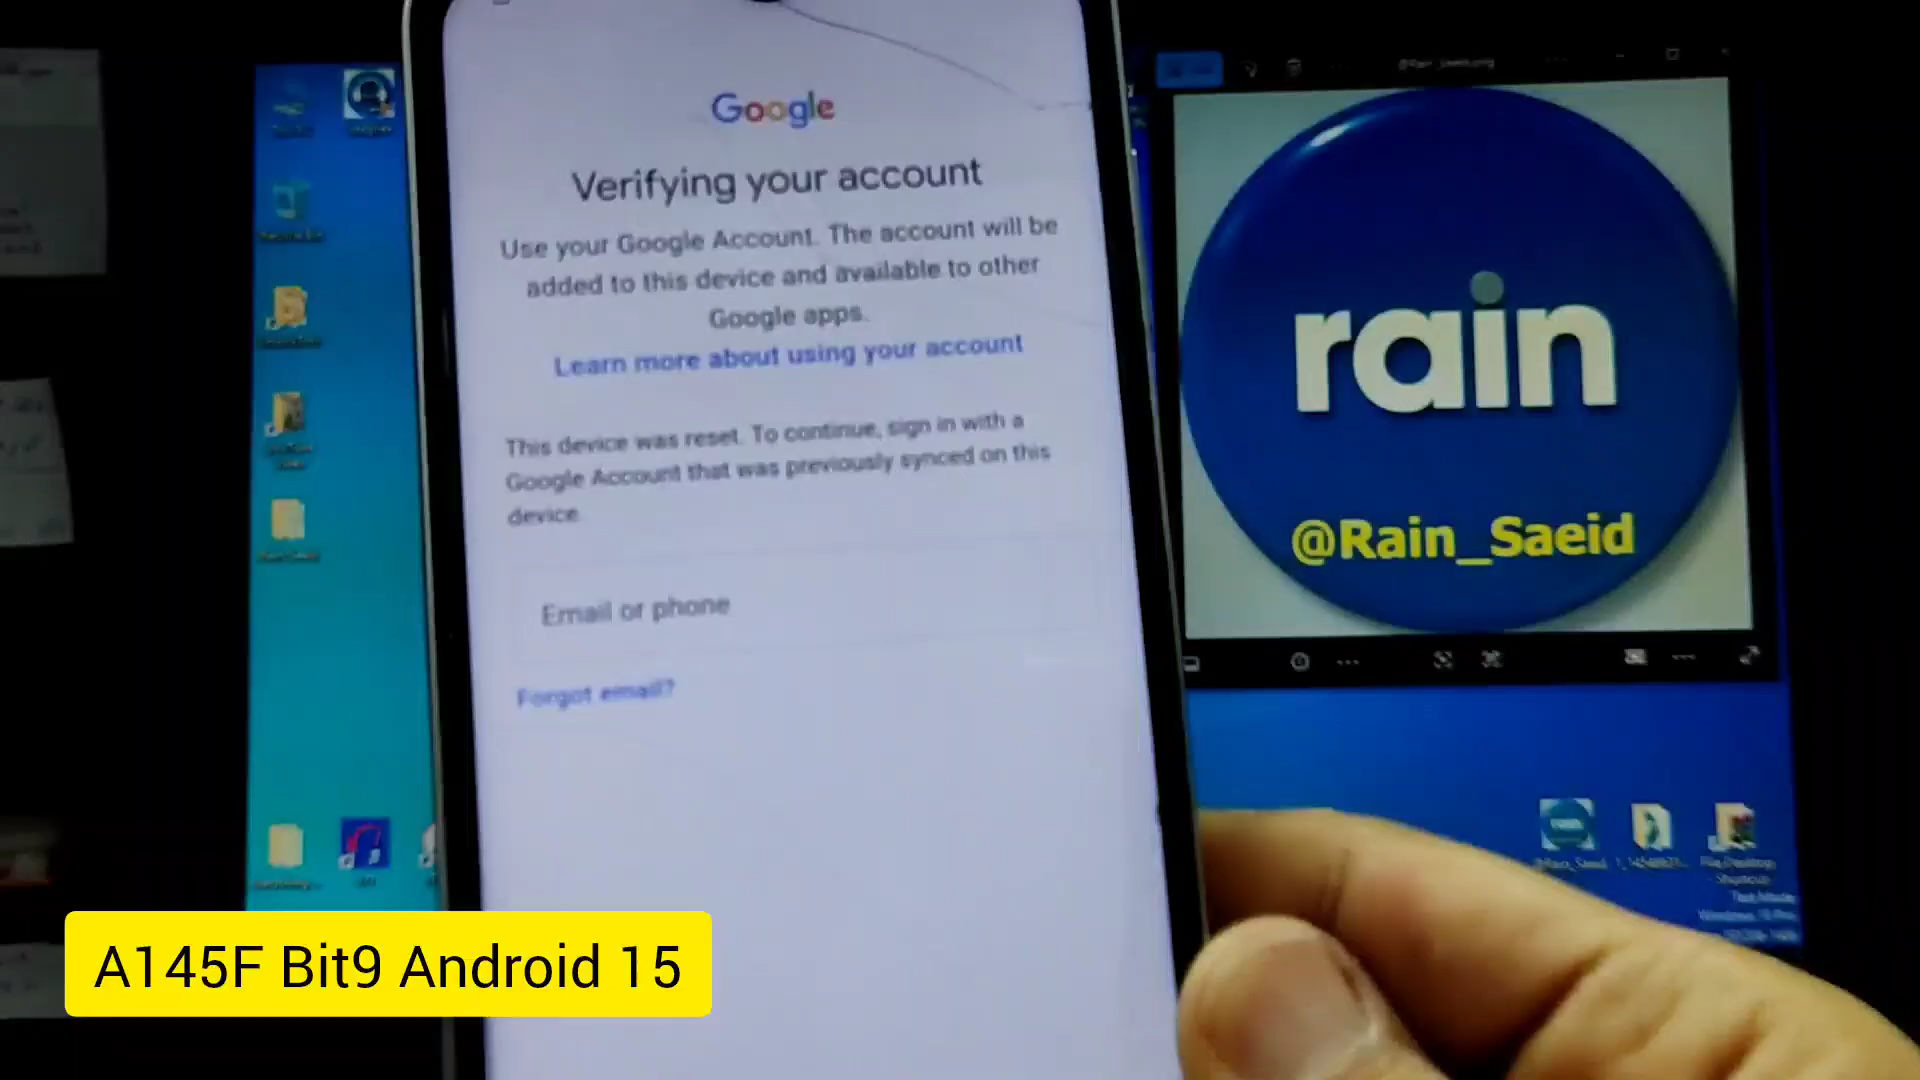 Google
Verifying your account
Use your Google Account. The account will be
added to this device and available to other
Google apps.
Learn more about using your account
This device was reset. To continue, sign in with a
Google Account that was previously synced on this
device.
Email or phone
Forgot email?
rain
@Rain_Saeid
A145F Bit9 Android 15